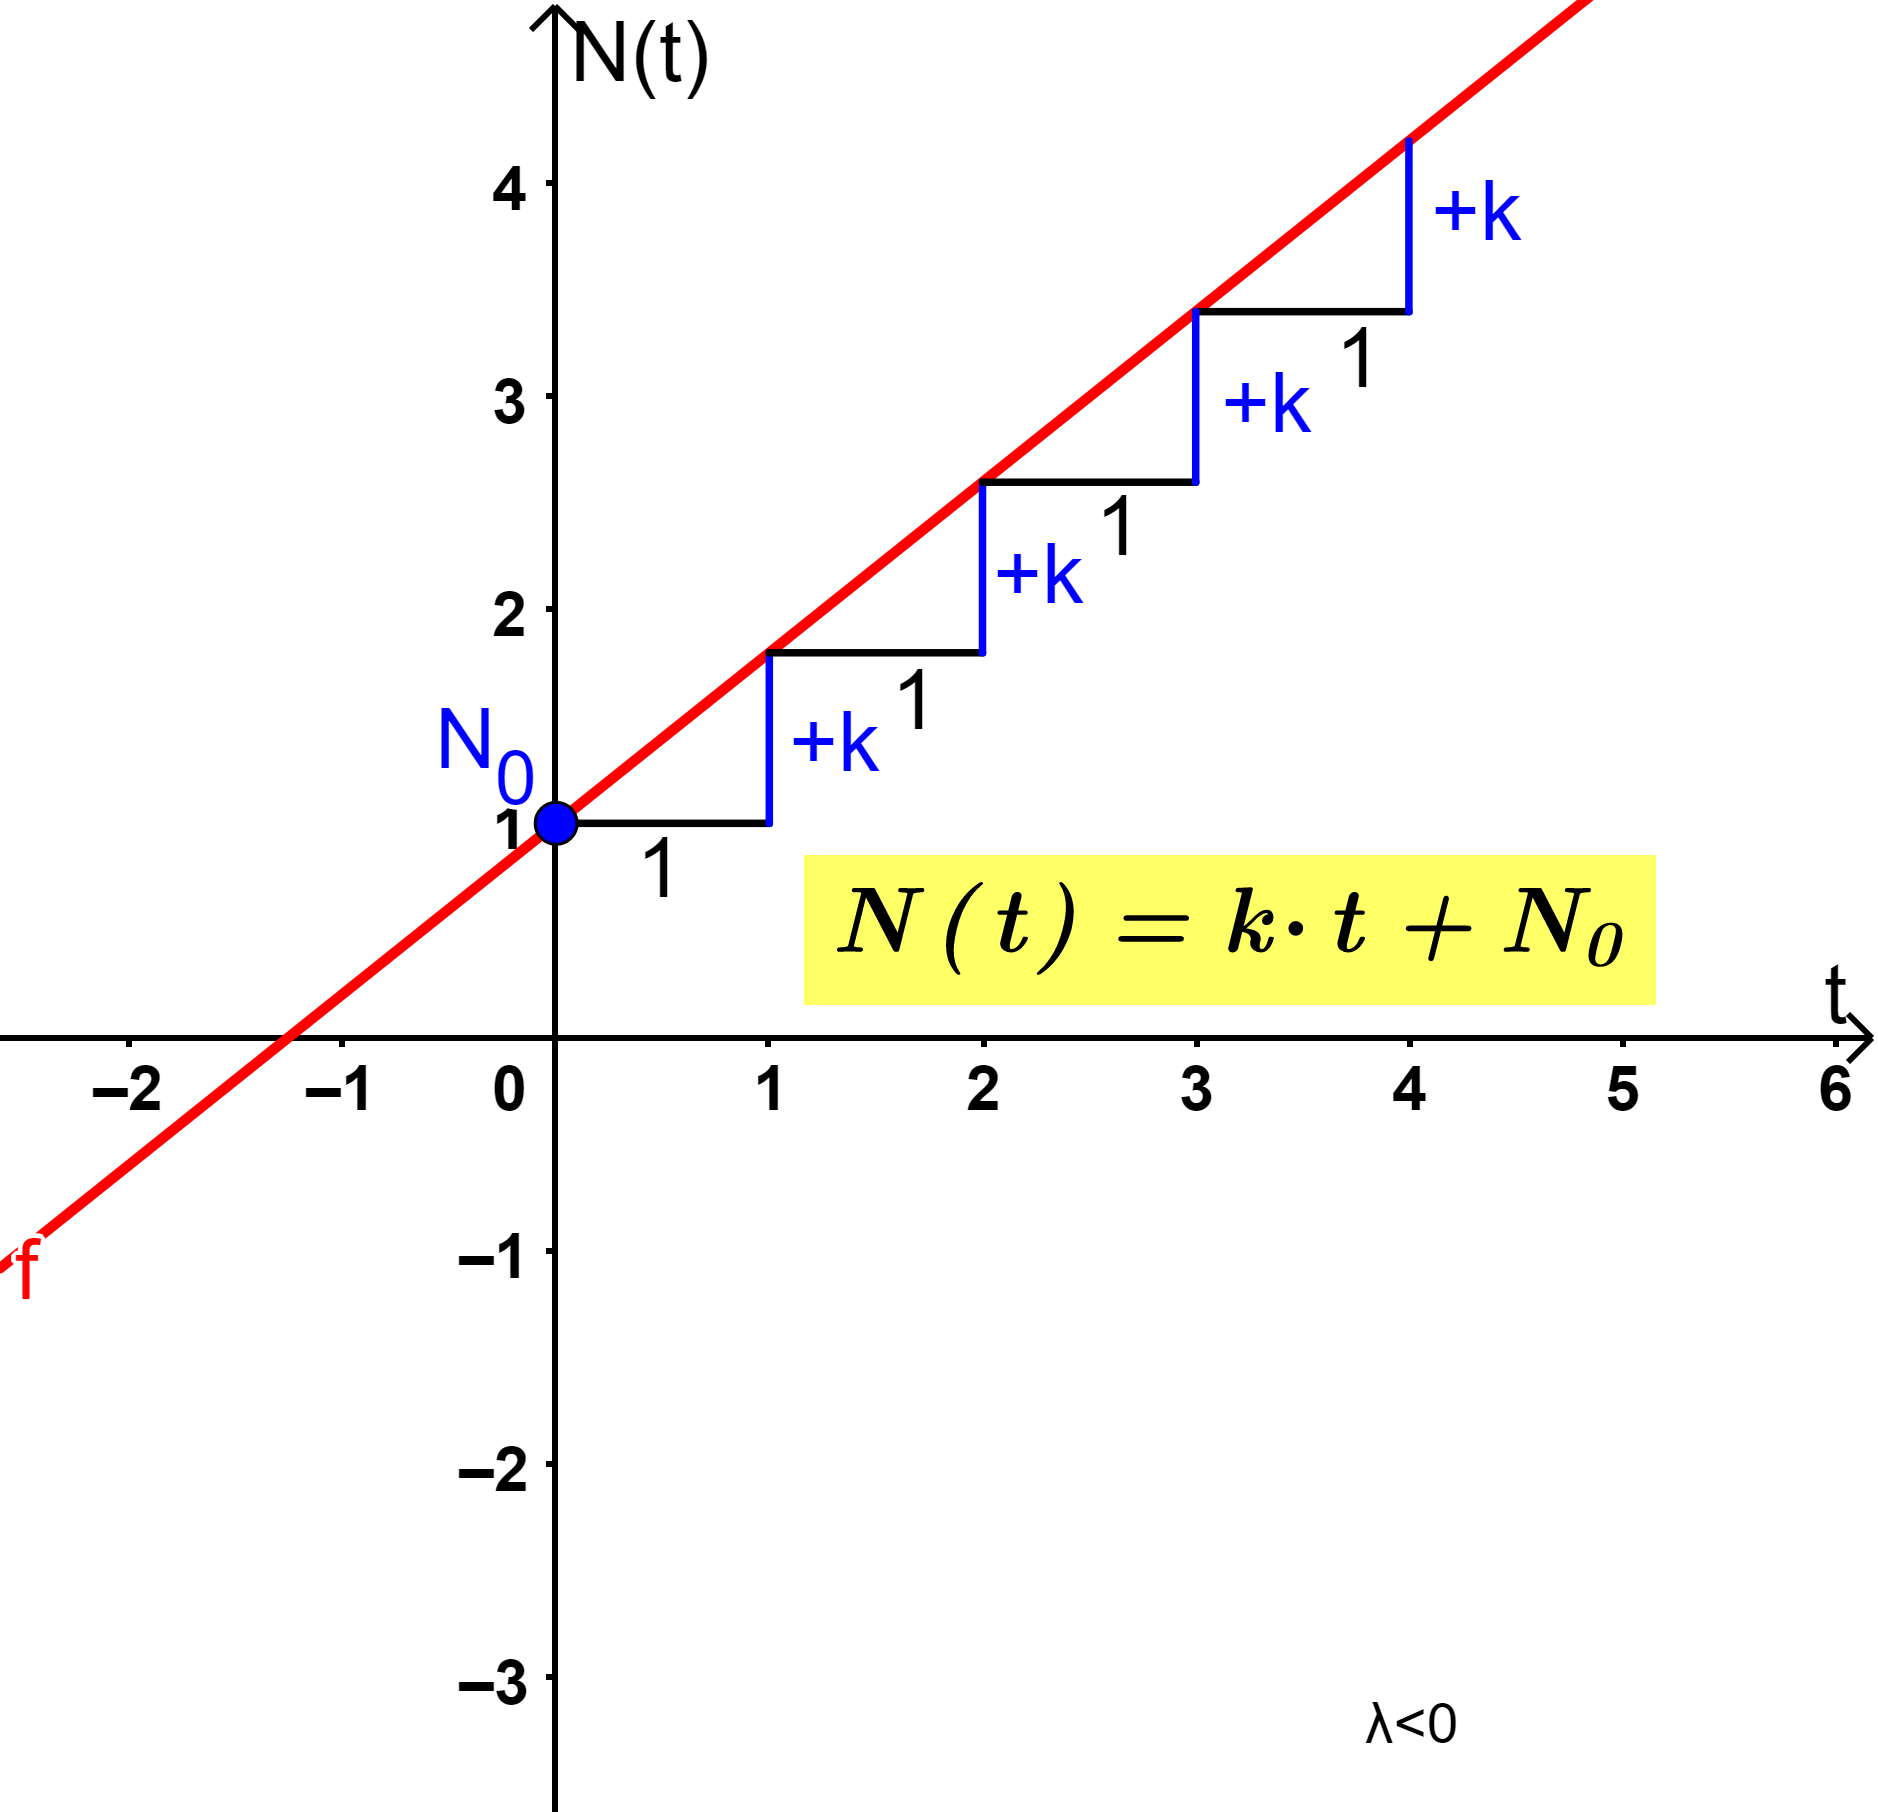 N(t)
4
+k
3
1
+k
1
2
+k
1
N₀
+k
1
1
N(t) = k· t + N₀
t
−2 −1 0 1 2 3 4 5 6
f
−1
−2
−3
λ<0